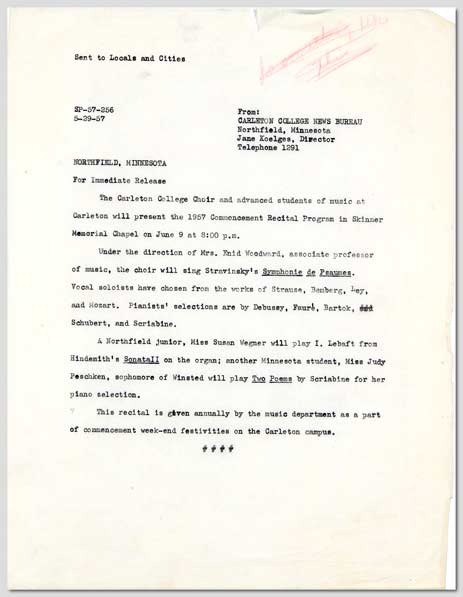 Sent to Locals and Cities
SP-57-256
5-29-57
From:
CARLETON COLLEGE NEWS BUREAU
Northfield, Minnesota
Jane Koelges, Director
Telephone 1291
NORTHFIELD, MINNESOTA
For Immediate Release
The Carleton College Choir and advanced students of music at
Carleton will present the 1957 Commencement Recital Program in Skinner
Memorial Chapel on June 9 at 8:00 p.m.
Under the direction of Mrs. Enid Woodward, associate professor
of music, the choir will sing Stravinsky's Symphonie de Psaumes.
Vocal soloists have chosen from the works of Strauss, Bemberg, Ley,
and Mozart. Pianists' selections are by Debussy, Fauré, Bartok,
Schubert, and Scriabine.
A Northfield junior, Miss Susan Wegner will play I. Lebaft from
Hindemith's SonataII on the organ; another Minnesota student, Miss Judy
Peschken, sophomore of Winsted will play Two Poems by Scriabine for her
piano selection.
This recital is given annually by the music department as a part
of commencement week-end festivities on the Carleton campus.
# # # #